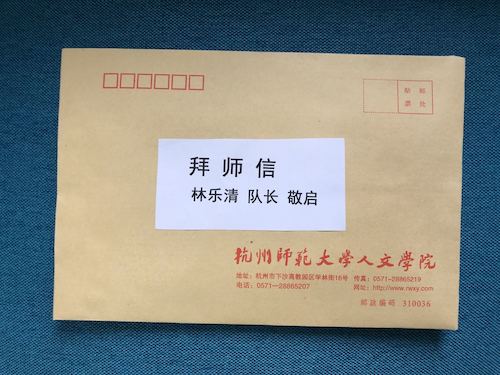 贴 邮
票 处
拜 师 信
林乐清 队长 敬启
杭州师范大学人文学院
地址：杭州市下沙高教园区学林街16号 传真：0571-28865219
电话：0571—28865207 网址：http://www.rwxy.com
邮政编码 310036